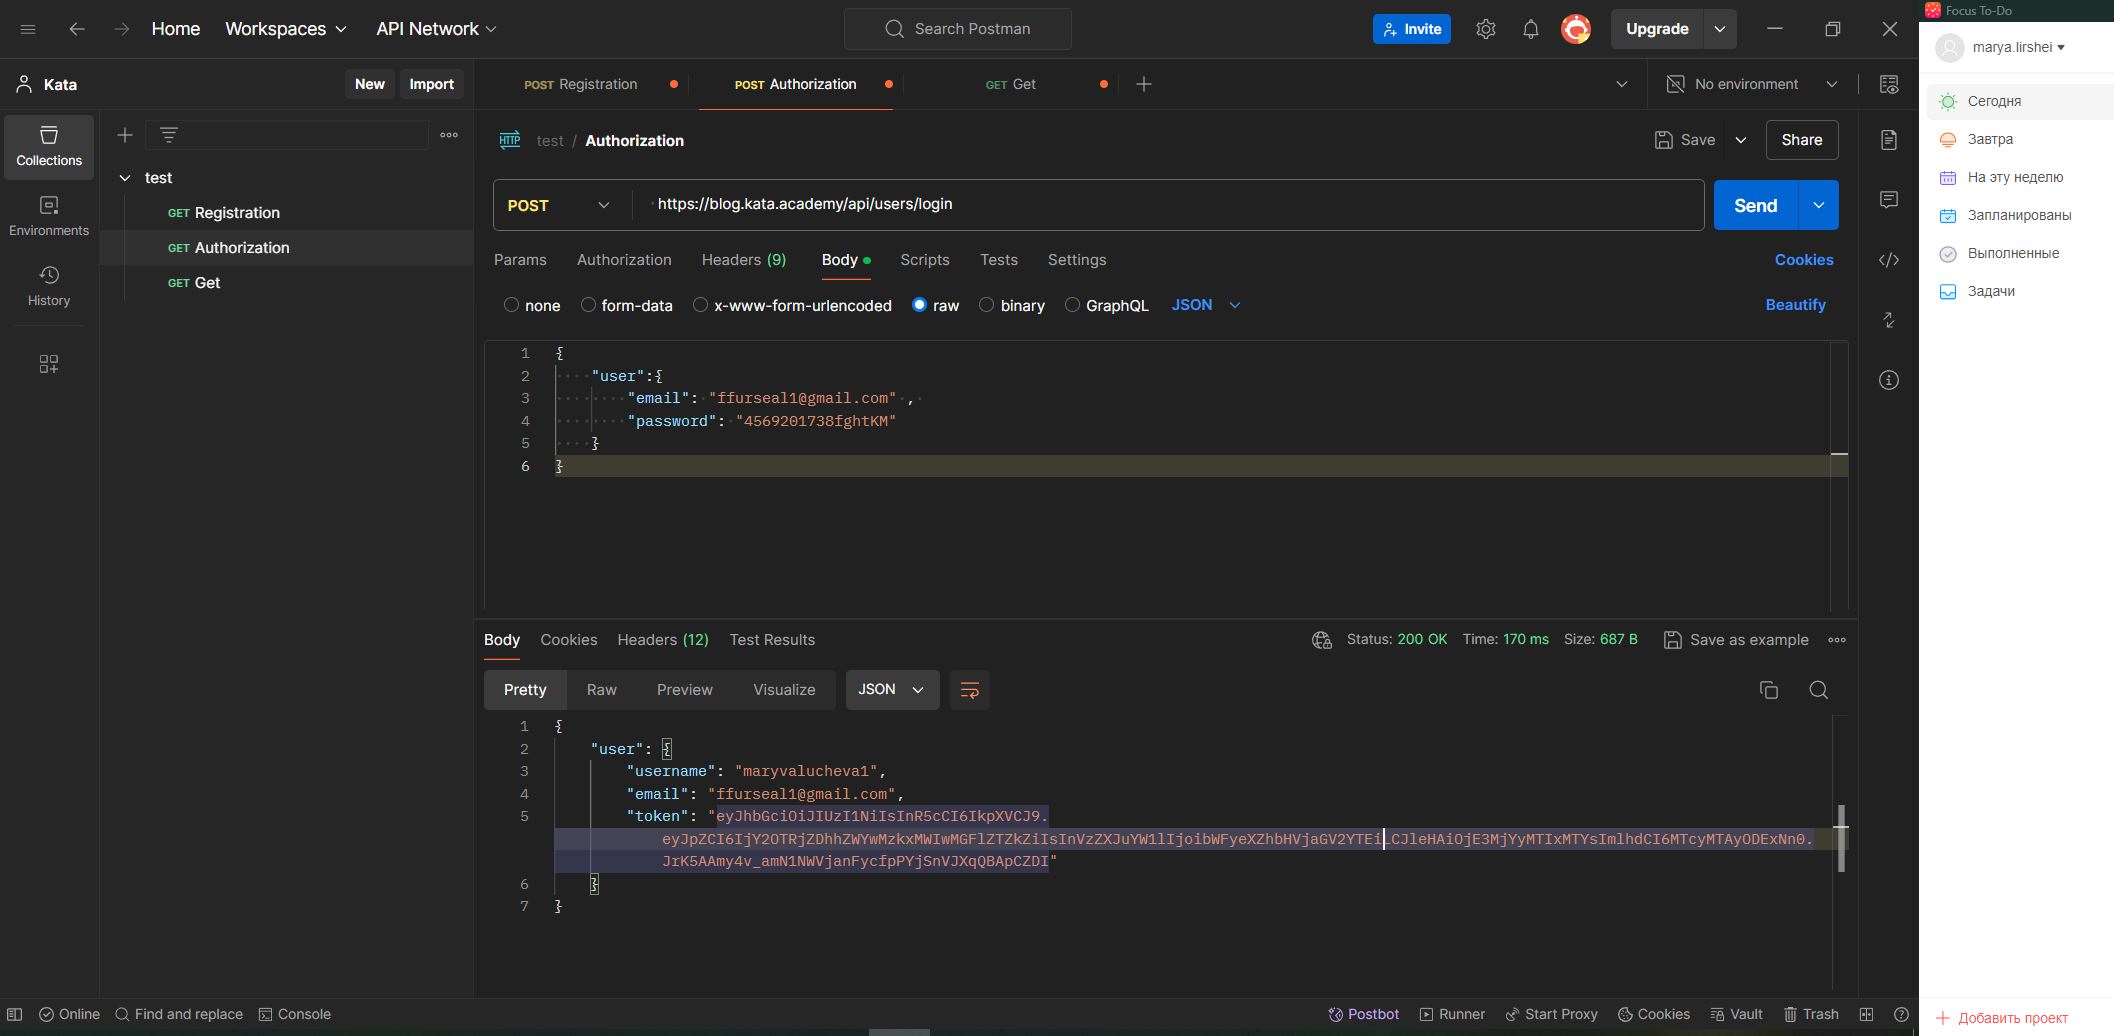 Home Workspaces API Network Search Postman Invite Upgrade
Focus To-Do
Kata New Import
POST Registration POST Authorization GET Get No environment
Collections
Environments
History
test
GET Registration
GET Authorization
GET Get
HTTP test / Authorization Save Share
POST https://blog.kata.academy/api/users/login Send
Params Authorization Headers (9) Body Scripts Tests Settings Cookies
none form-data x-www-form-urlencoded raw binary GraphQL JSON Beautify
1 {
2 "user":{
3 "email": "ffurseal1@gmail.com" ,
4 "password": "4569201738fghtKM"
5 }
6 }
Body Cookies Headers (12) Test Results Status: 200 OK Time: 170 ms Size: 687 B Save as example
Pretty Raw Preview Visualize JSON
1 {
2 "user": {
3 "username": "maryvalucheva1",
4 "email": "ffurseal1@gmail.com",
5 "token": "eyJhbGciOiJIUzI1NiIsInR5cCI6IkpXVCJ9.
eyJpZCI6IjY2OTRjZDhhZWYwMzkxMWIwMGFlZTZkZiIsInVzZXJuYW1lIjoibWFyeXZhbHVjaGV2YTEiLCJleHAiOjE3MjYyMTIxMTYsImlhdCI6MTcyMTAyODExNn0.
JrK5AAmy4v_amN1NWVjanFycfpPYjSnVJXqQBApCZDI"
6 }
7 }
Online Find and replace Console Postbot Runner Start Proxy Cookies Vault Trash
marya.lirshei
Сегодня
Завтра
На эту неделю
Запланированы
Выполненные
Задачи
Добавить проект